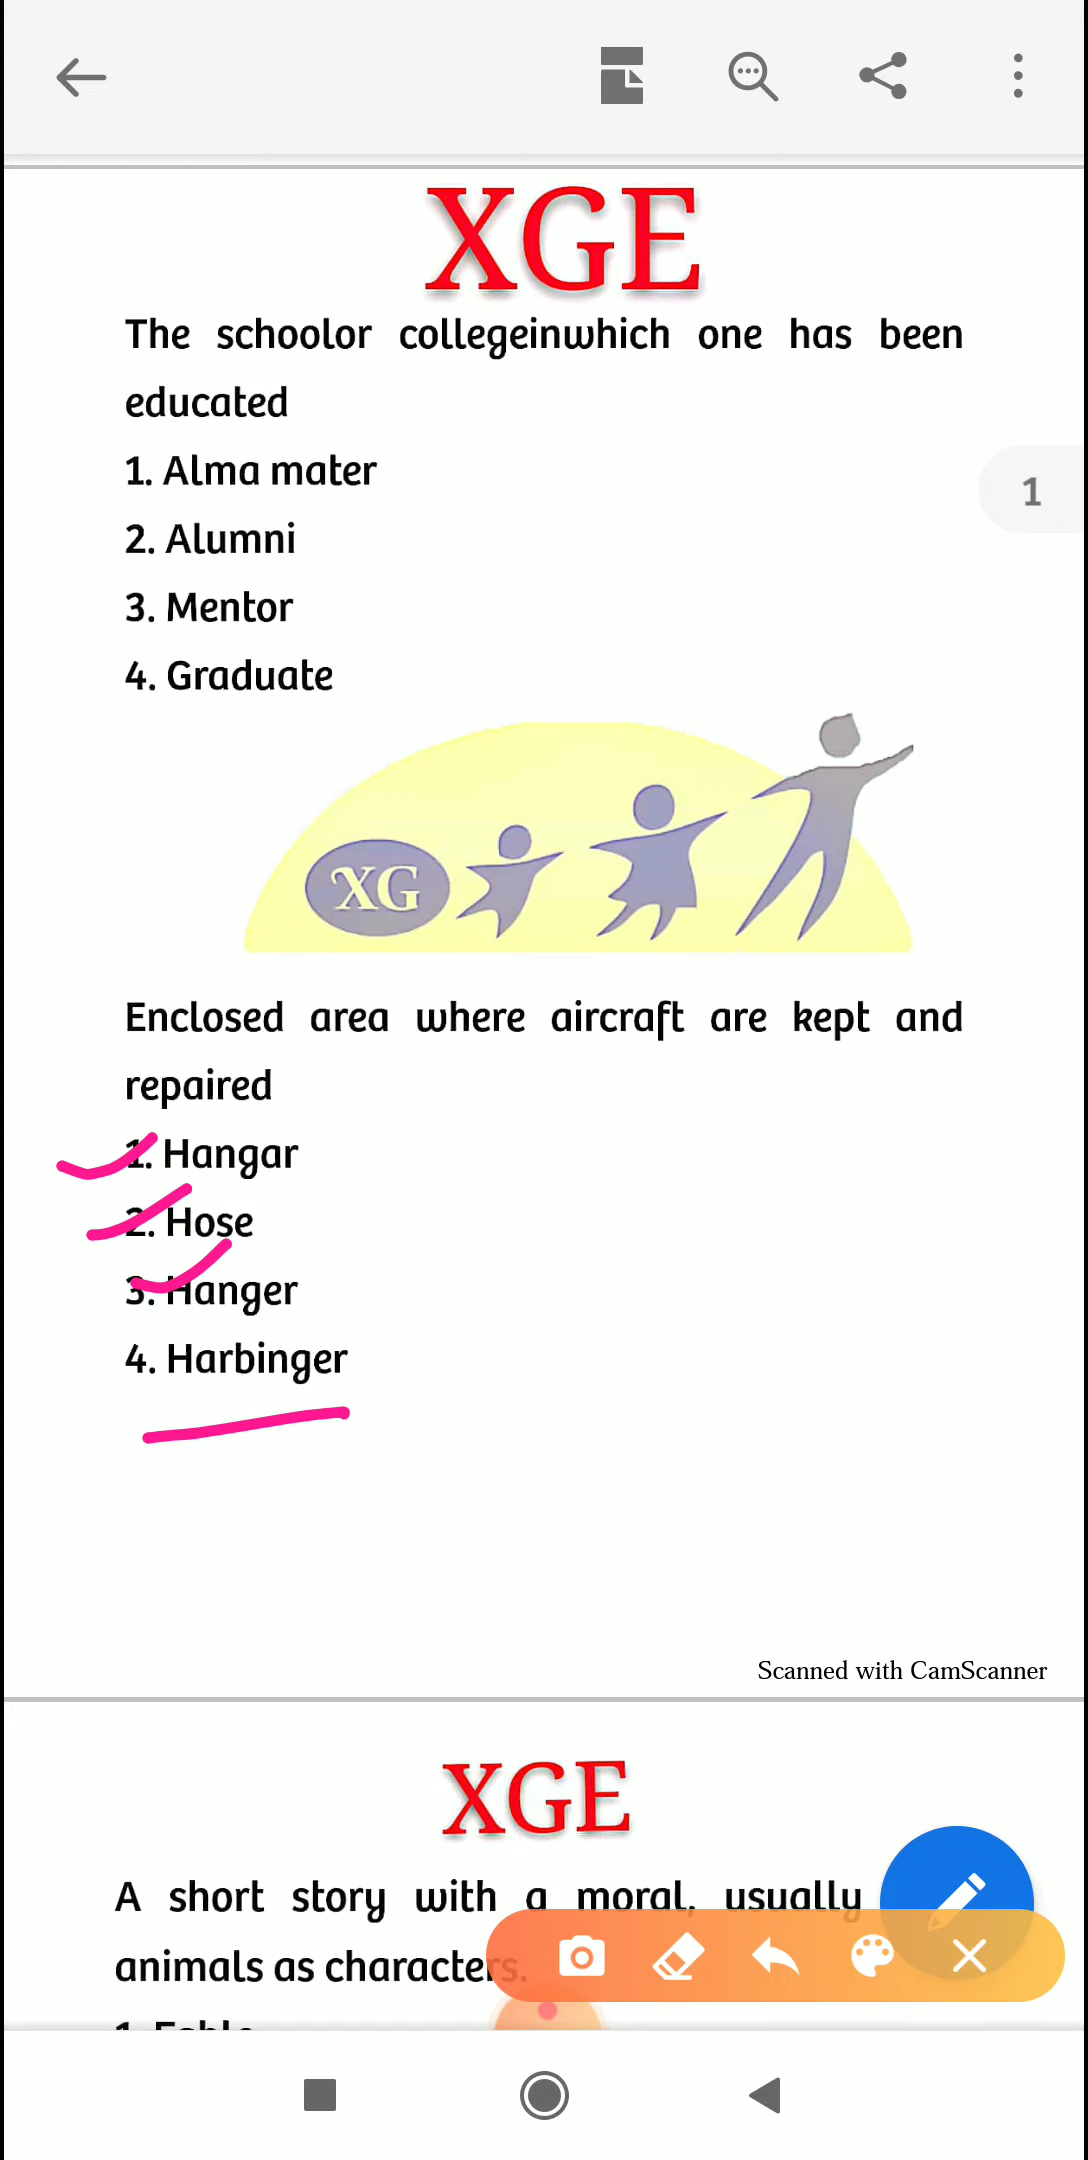 XGE
The schoolor collegeinwhich one has been
educated
1. Alma mater
1
2. Alumni
3. Mentor
4. Graduate
XG
Enclosed area where aircraft are kept and
repaired
1. Hangar
2. Hose
3. Hanger
4. Harbinger
Scanned with CamScanner
XGE
A short story with a moral, usually
animals as characters.
1. Fable